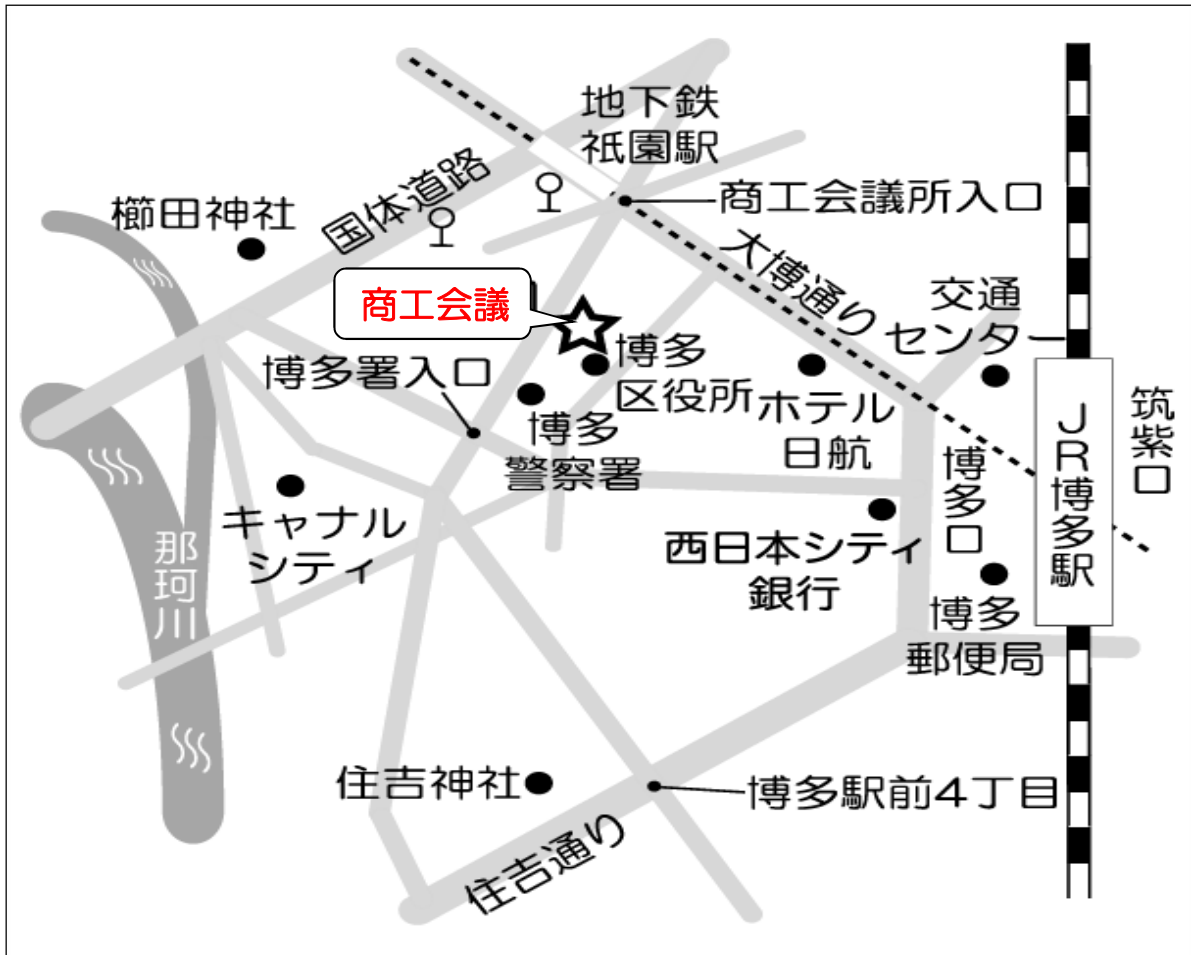 地下鉄
祇園駅
国体道路
櫛田神社
商工会議所入口
大博通り
交通
センター
商工会議
博多署入口
博多
区役所
博多
警察署
ホテル
日航
JR博多駅
筑紫口
博多口
キャナル
シティ
那珂川
西日本シティ
銀行
博多
郵便局
住吉神社
博多駅前4丁目
住吉通り